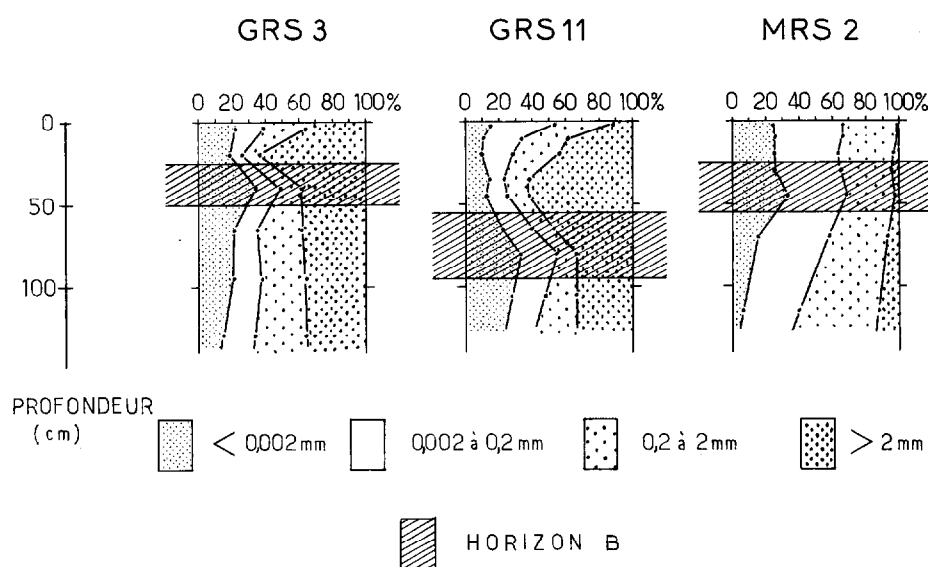 GRS 3 GRS 11 MRS 2
0 20 40 60 80 100% 0 20 40 60 80 100% 0 20 40 60 80 100%
0
50
100
PROFONDEUR
(cm)
< 0,002 mm 0,002 à 0,2 mm 0,2 à 2 mm > 2 mm
HORIZON B